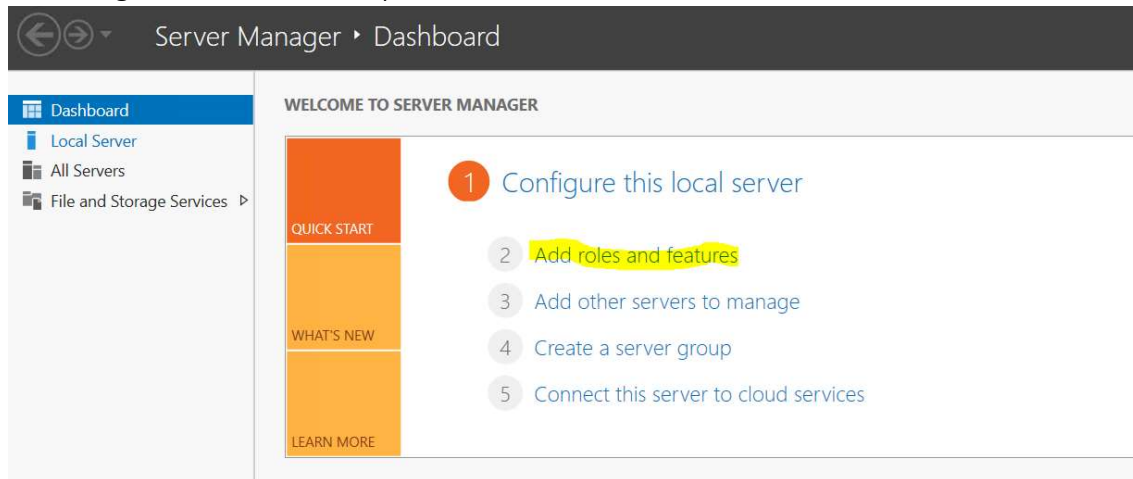 Server Manager ‣ Dashboard
Dashboard
Local Server
All Servers
File and Storage Services
WELCOME TO SERVER MANAGER
QUICK START
WHAT'S NEW
LEARN MORE
1 Configure this local server
2 Add roles and features
3 Add other servers to manage
4 Create a server group
5 Connect this server to cloud services